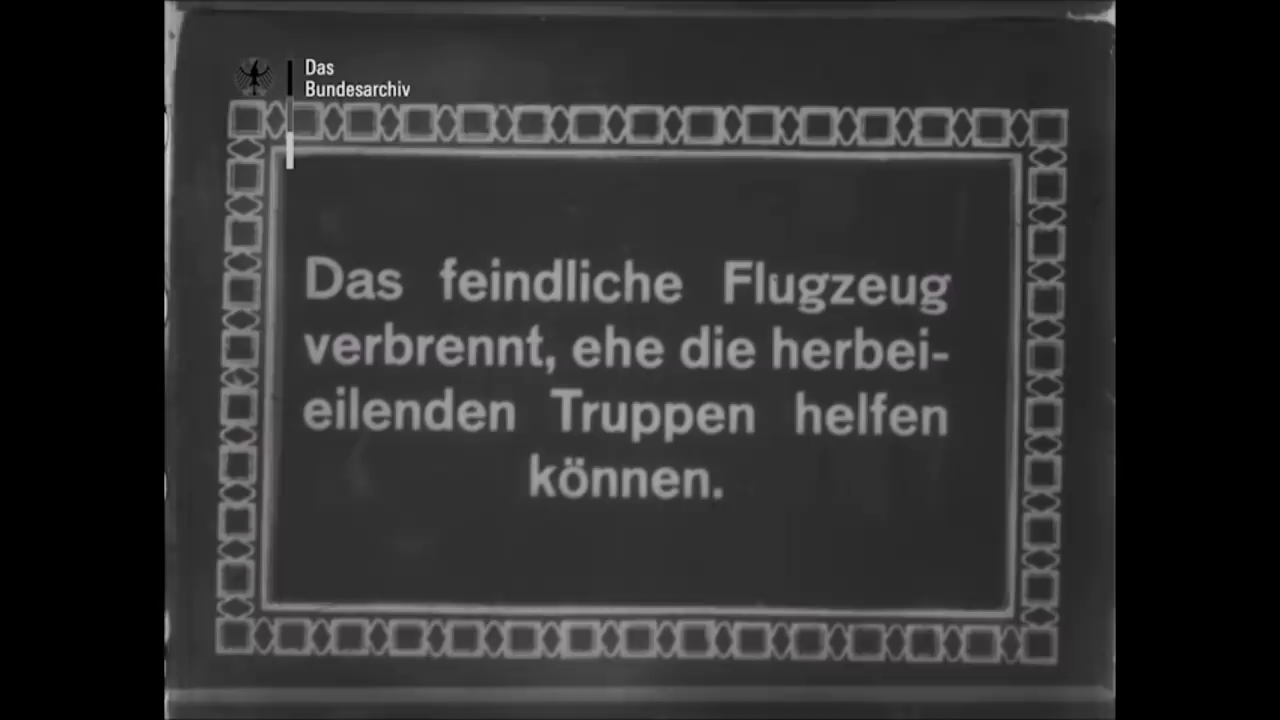 Das
Bundesarchiv
Das feindliche Flugzeug
verbrennt, ehe die herbei-
eilenden Truppen helfen
können.